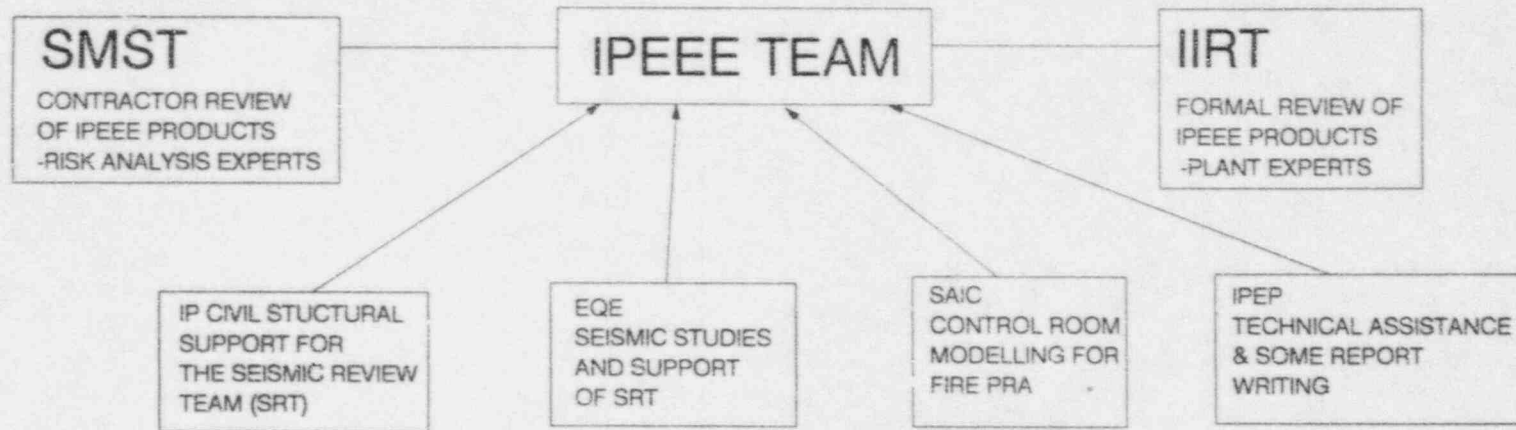 SMST
CONTRACTOR REVIEW
OF IPEEE PRODUCTS
-RISK ANALYSIS EXPERTS
IPEEE TEAM
IIRT
FORMAL REVIEW OF
IPEEE PRODUCTS
-PLANT EXPERTS
IP CIVIL STUCTURAL
SUPPORT FOR
THE SEISMIC REVIEW
TEAM (SRT)
EQE
SEISMIC STUDIES
AND SUPPORT
OF SRT
SAIC
CONTROL ROOM
MODELLING FOR
FIRE PRA
IPEP
TECHNICAL ASSISTANCE
& SOME REPORT
WRITING